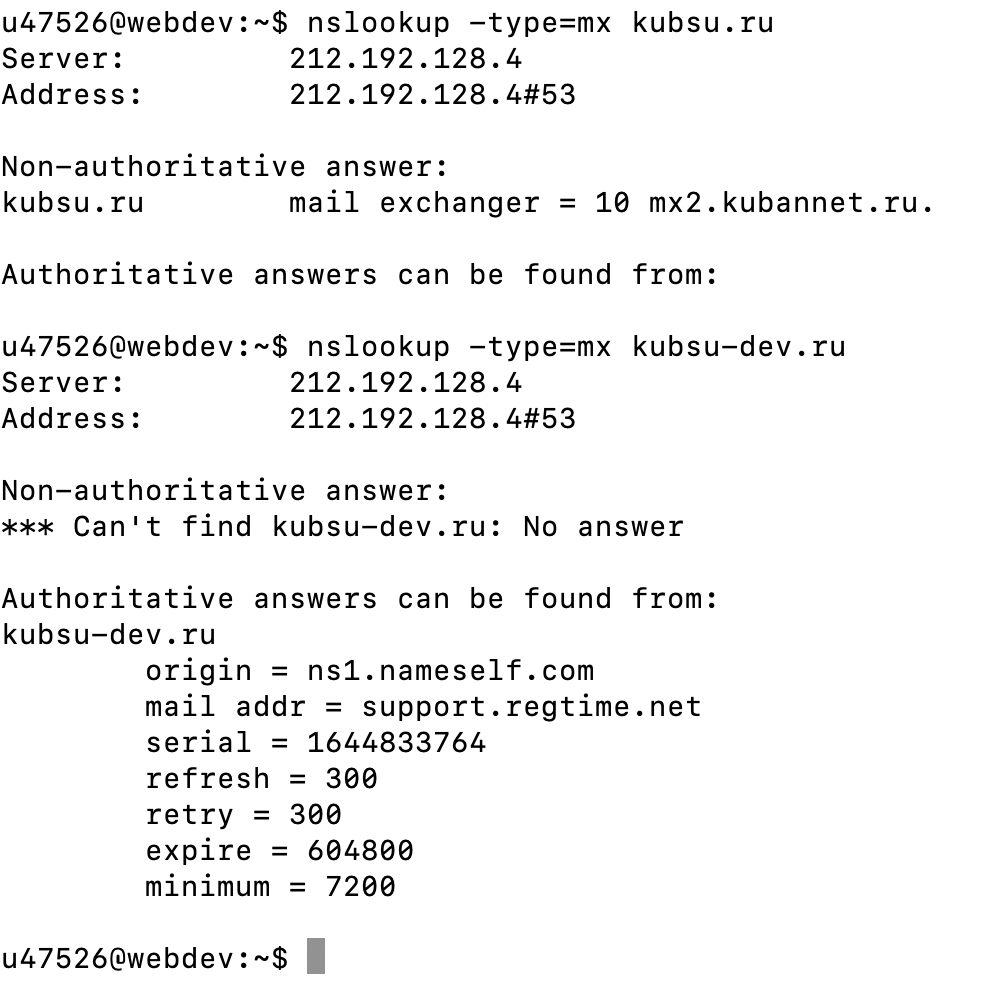 u47526@webdev:~$ nslookup -type=mx kubsu.ru
Server:         212.192.128.4
Address:        212.192.128.4#53

Non-authoritative answer:
kubsu.ru        mail exchanger = 10 mx2.kubannet.ru.

Authoritative answers can be found from:

u47526@webdev:~$ nslookup -type=mx kubsu-dev.ru
Server:         212.192.128.4
Address:        212.192.128.4#53

Non-authoritative answer:
*** Can't find kubsu-dev.ru: No answer

Authoritative answers can be found from:
kubsu-dev.ru
        origin = ns1.nameself.com
        mail addr = support.regtime.net
        serial = 1644833764
        refresh = 300
        retry = 300
        expire = 604800
        minimum = 7200

u47526@webdev:~$